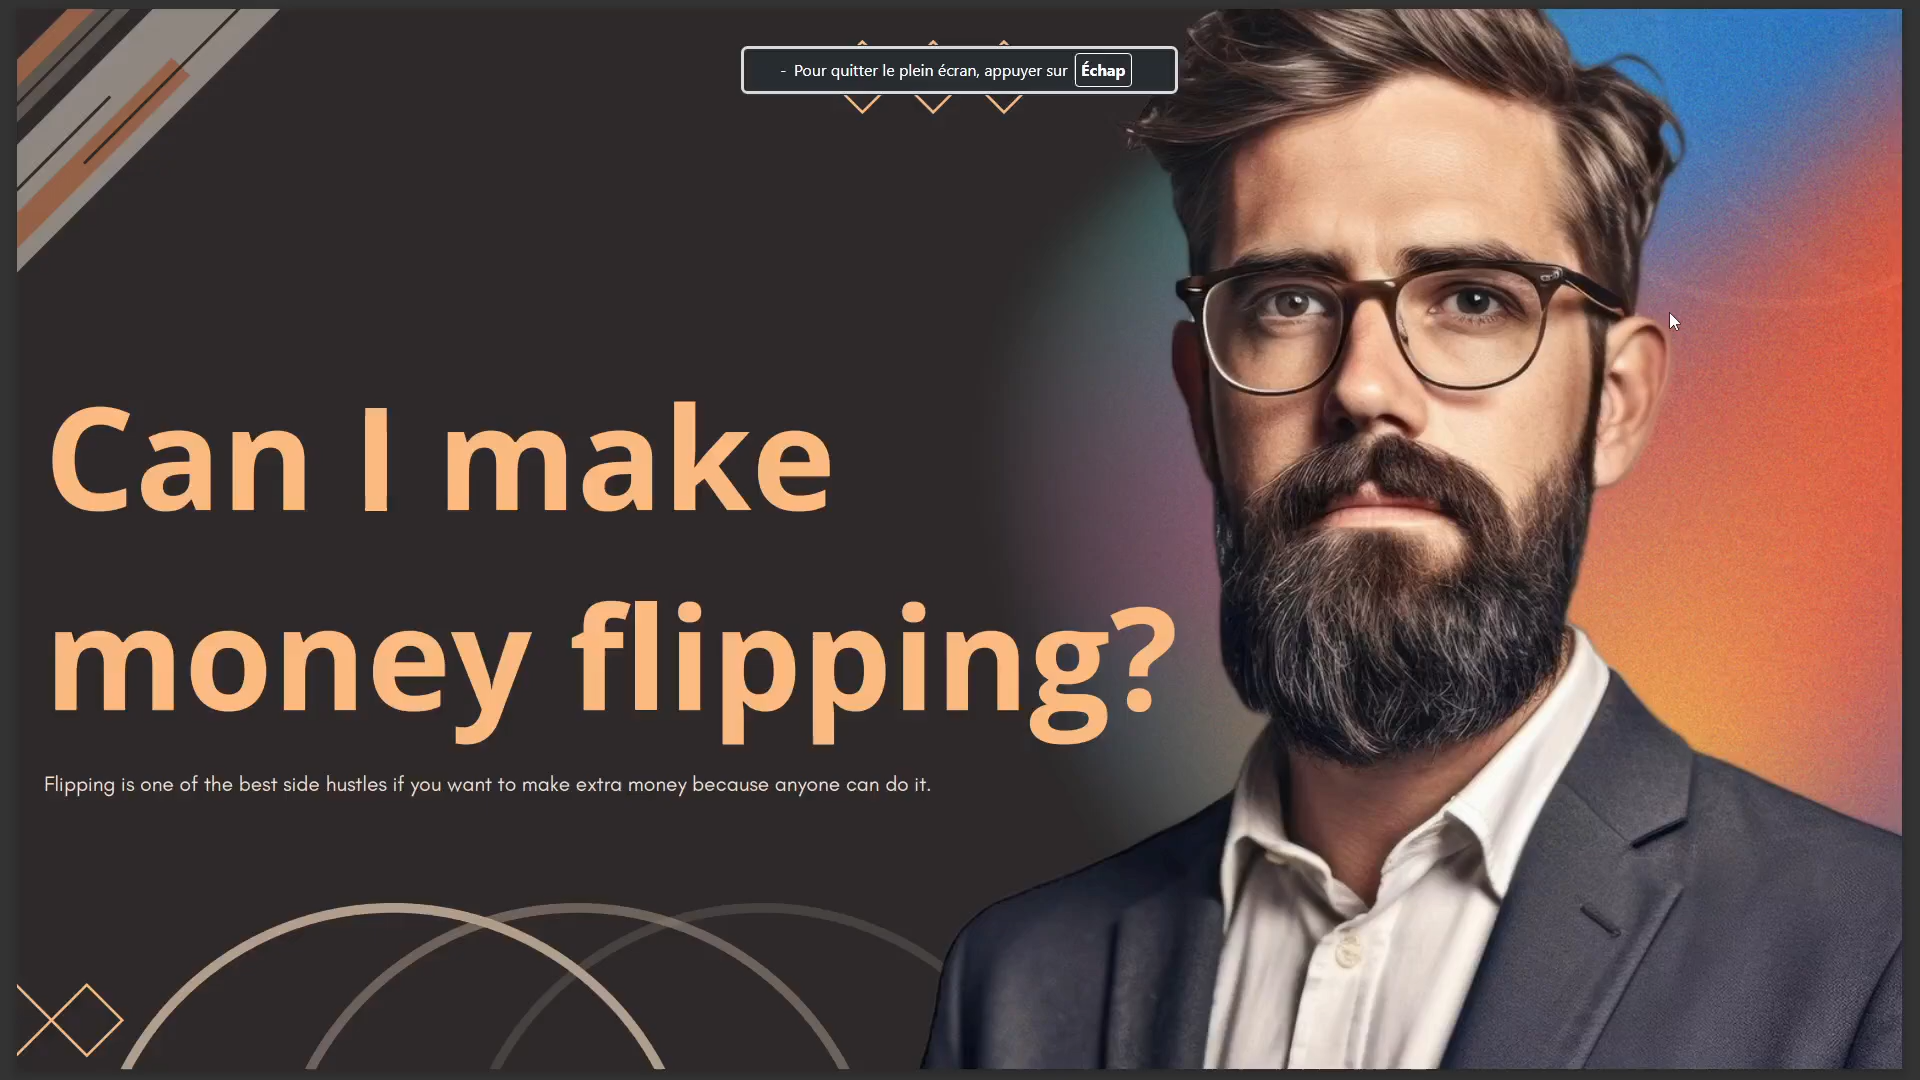 - Pour quitter le plein écran, appuyer sur Échap
Can I make
money flipping?
Flipping is one of the best side hustles if you want to make extra money because anyone can do it.